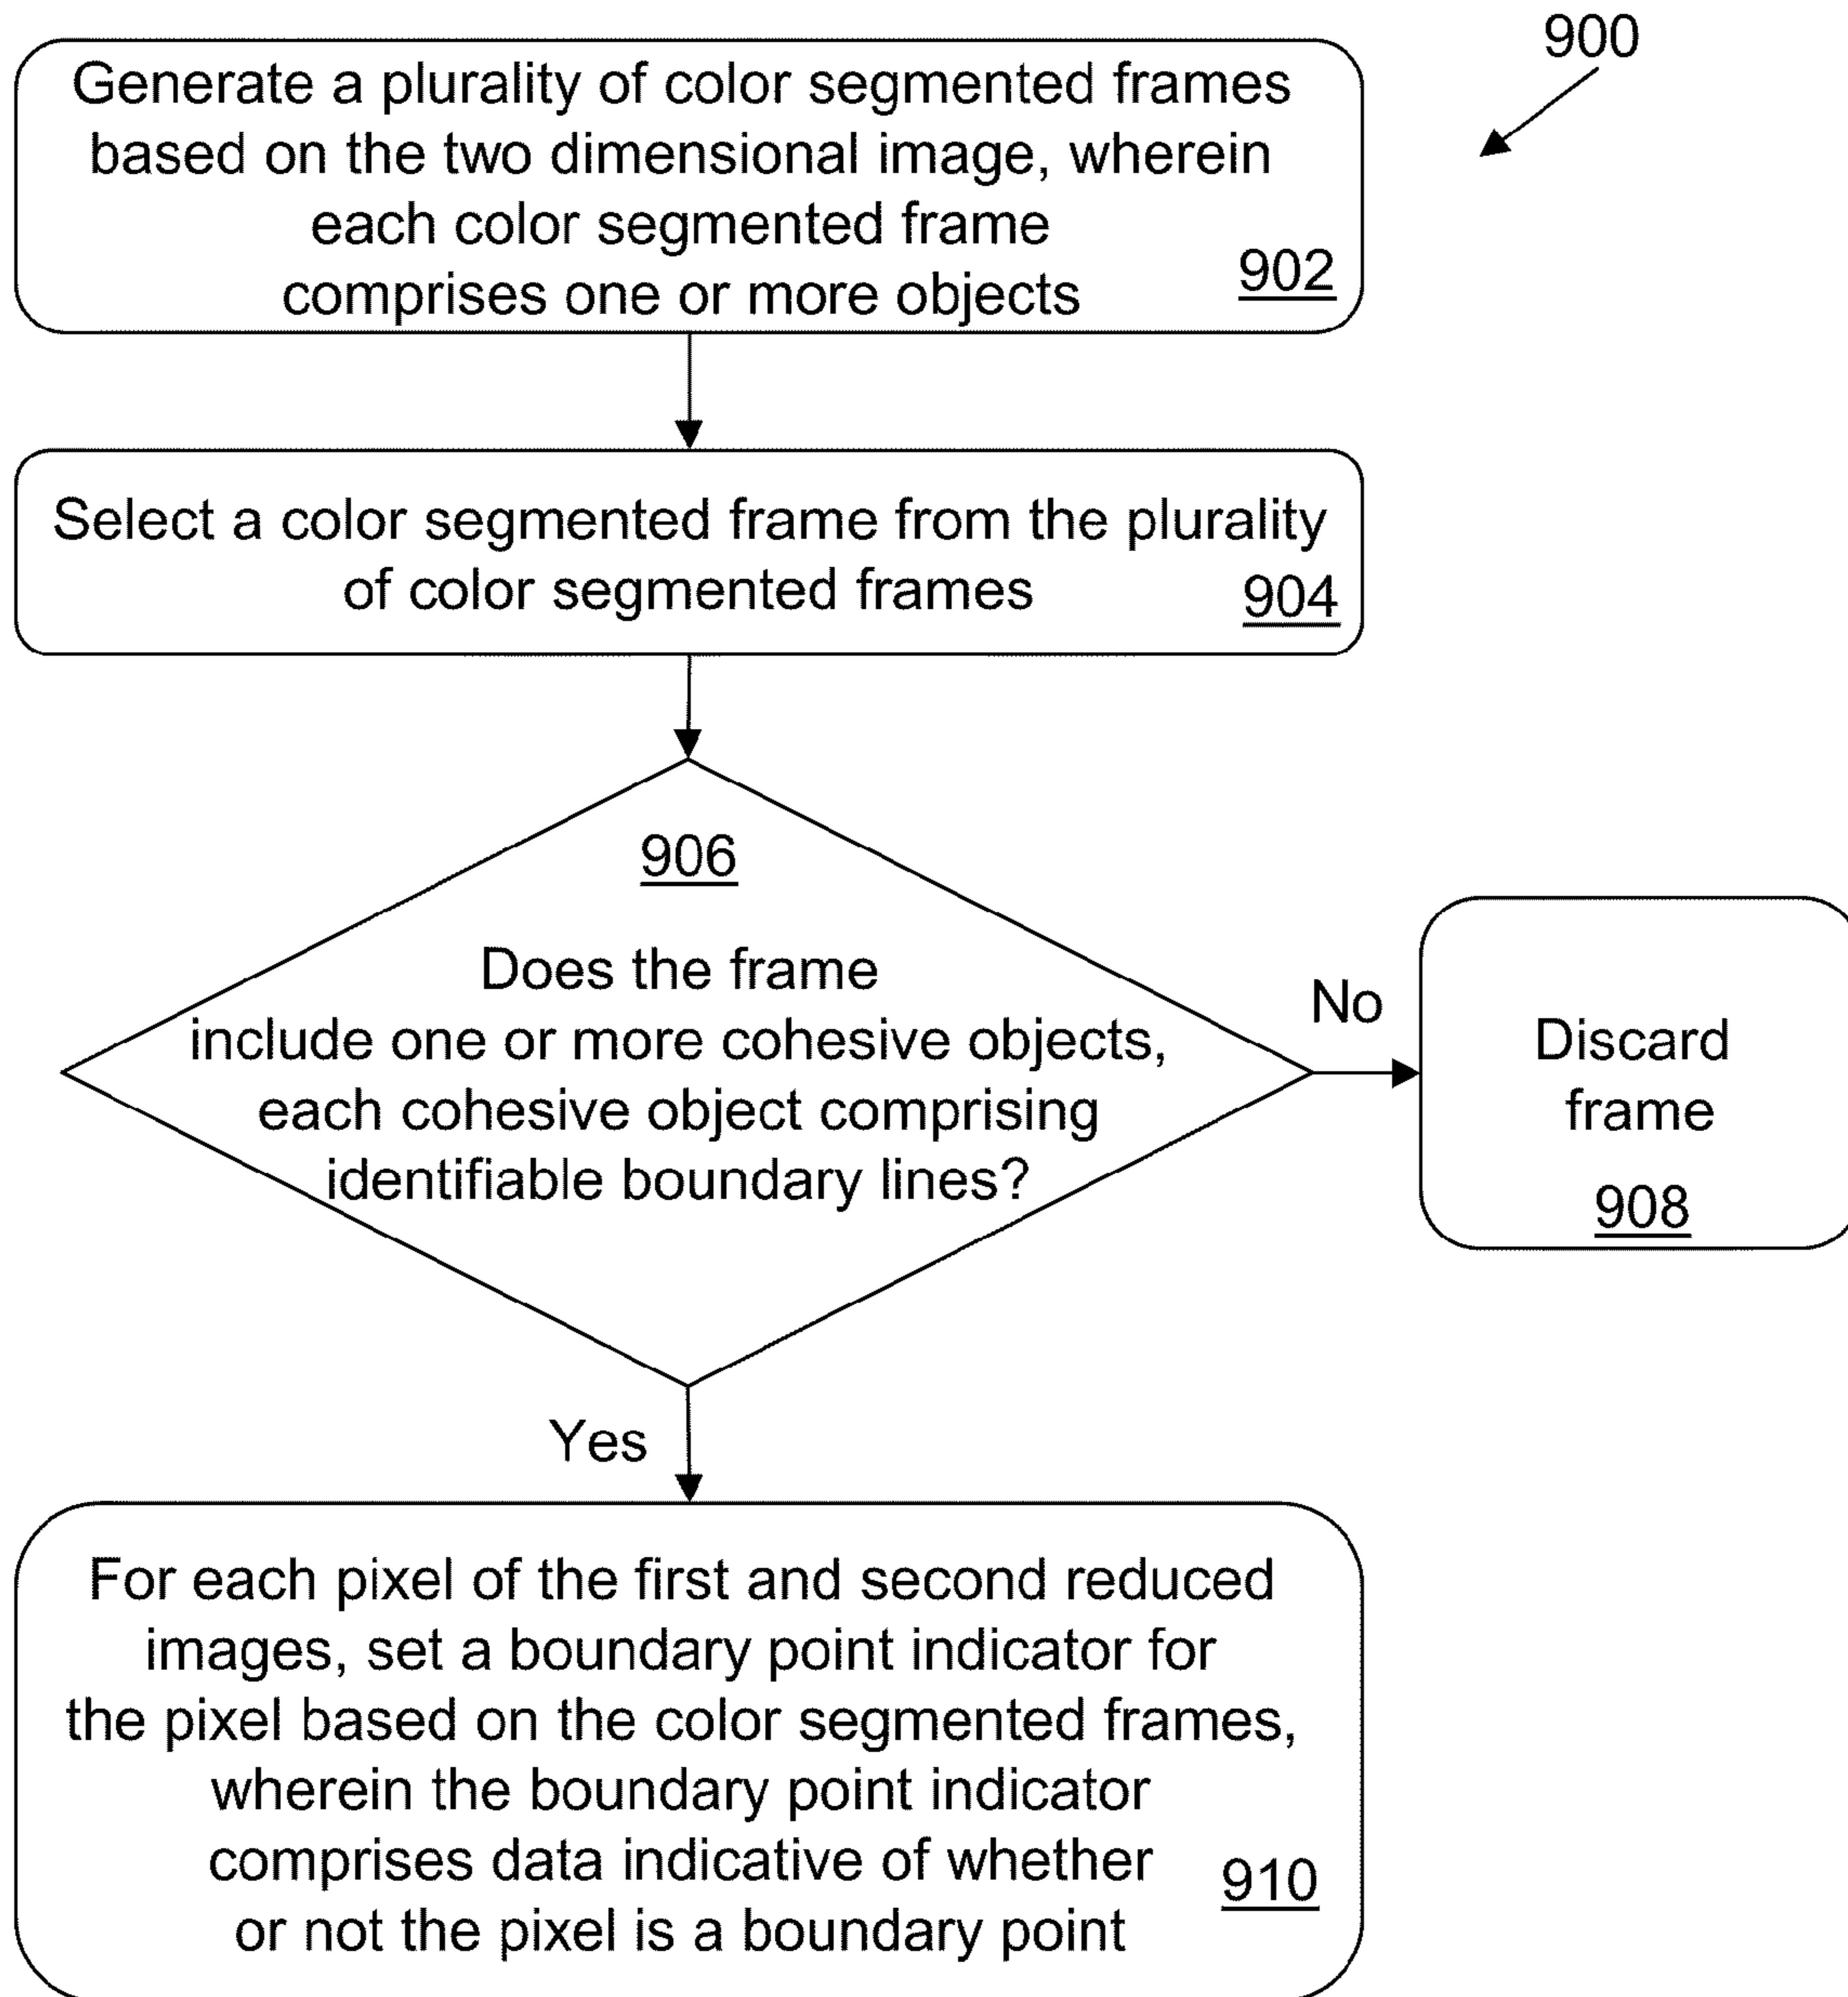 900
Generate a plurality of color segmented frames
based on the two dimensional image, wherein
each color segmented frame
comprises one or more objects
902
Select a color segmented frame from the plurality
of color segmented frames
904
906
Does the frame
include one or more cohesive objects,
each cohesive object comprising
identifiable boundary lines?
No
Discard
frame
908
Yes
For each pixel of the first and second reduced
images, set a boundary point indicator for
the pixel based on the color segmented frames,
wherein the boundary point indicator
comprises data indicative of whether
or not the pixel is a boundary point
910